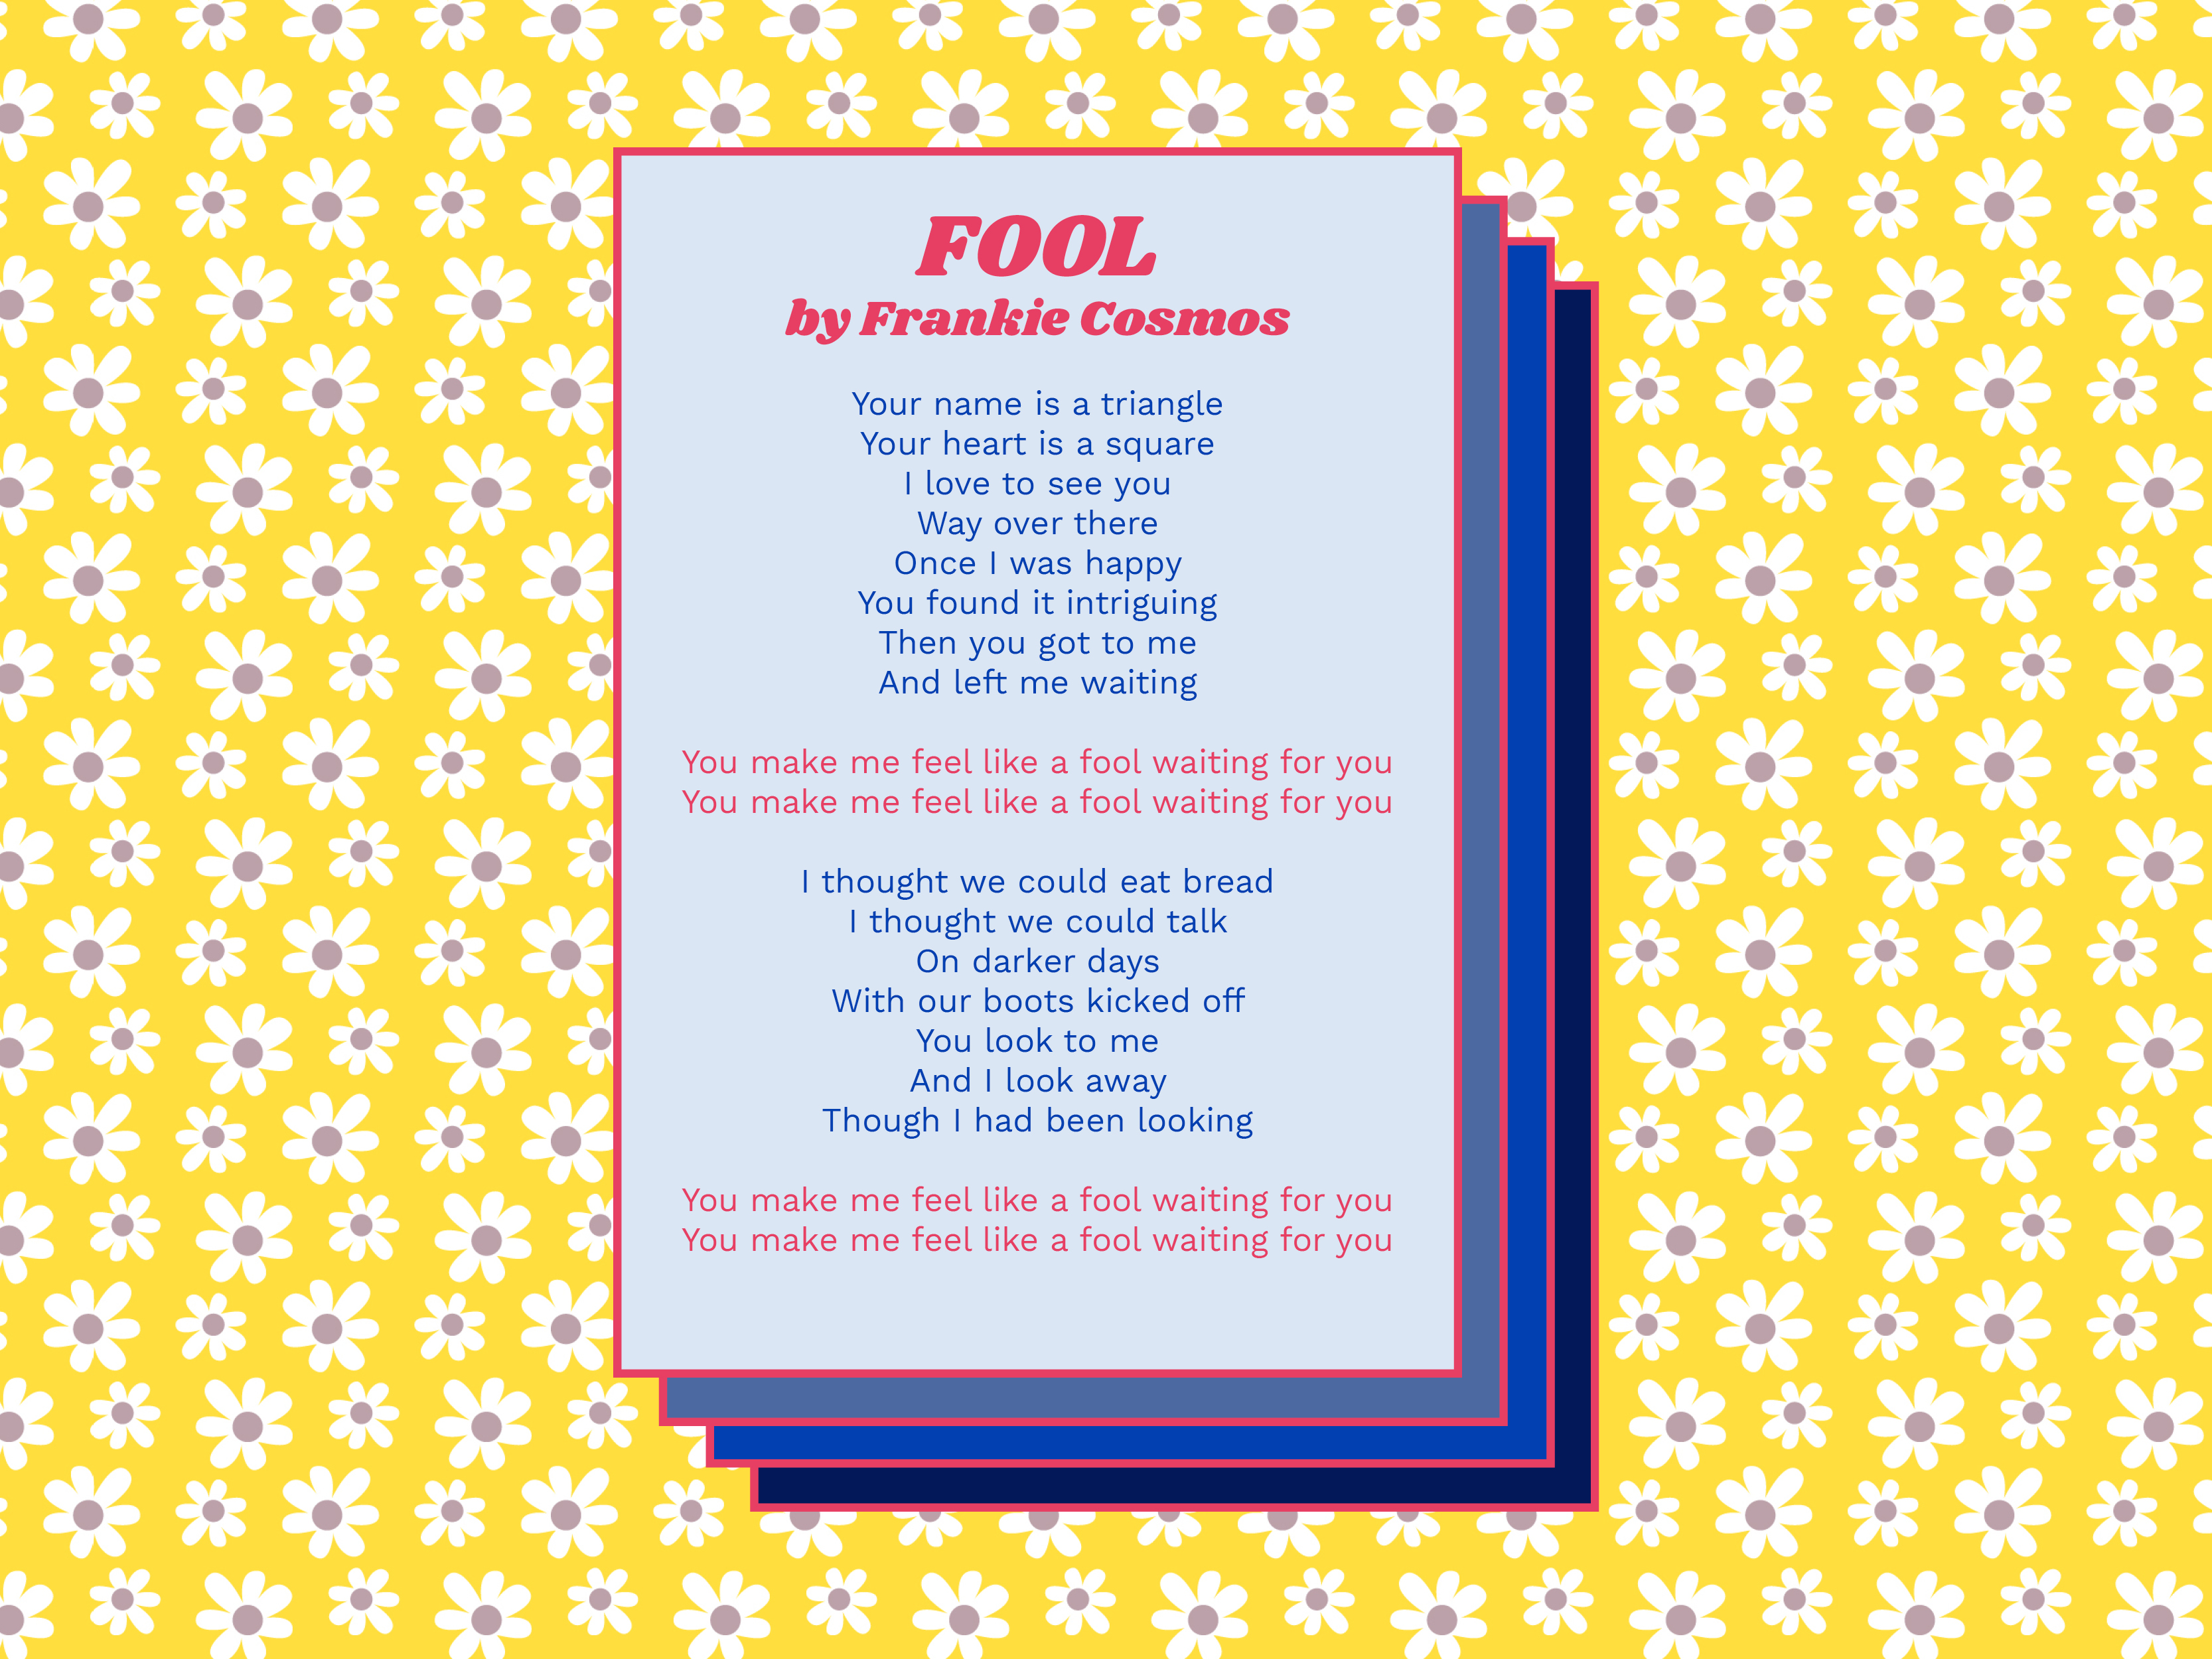 FOOL
by Frankie Cosmos
Your name is a triangle
Your heart is a square
I love to see you
Way over there
Once I was happy
You found it intriguing
Then you got to me
And left me waiting
You make me feel like a fool waiting for you
You make me feel like a fool waiting for you
I thought we could eat bread
I thought we could talk
On darker days
With our boots kicked off
You look to me
And I look away
Though I had been looking
You make me feel like a fool waiting for you
You make me feel like a fool waiting for you